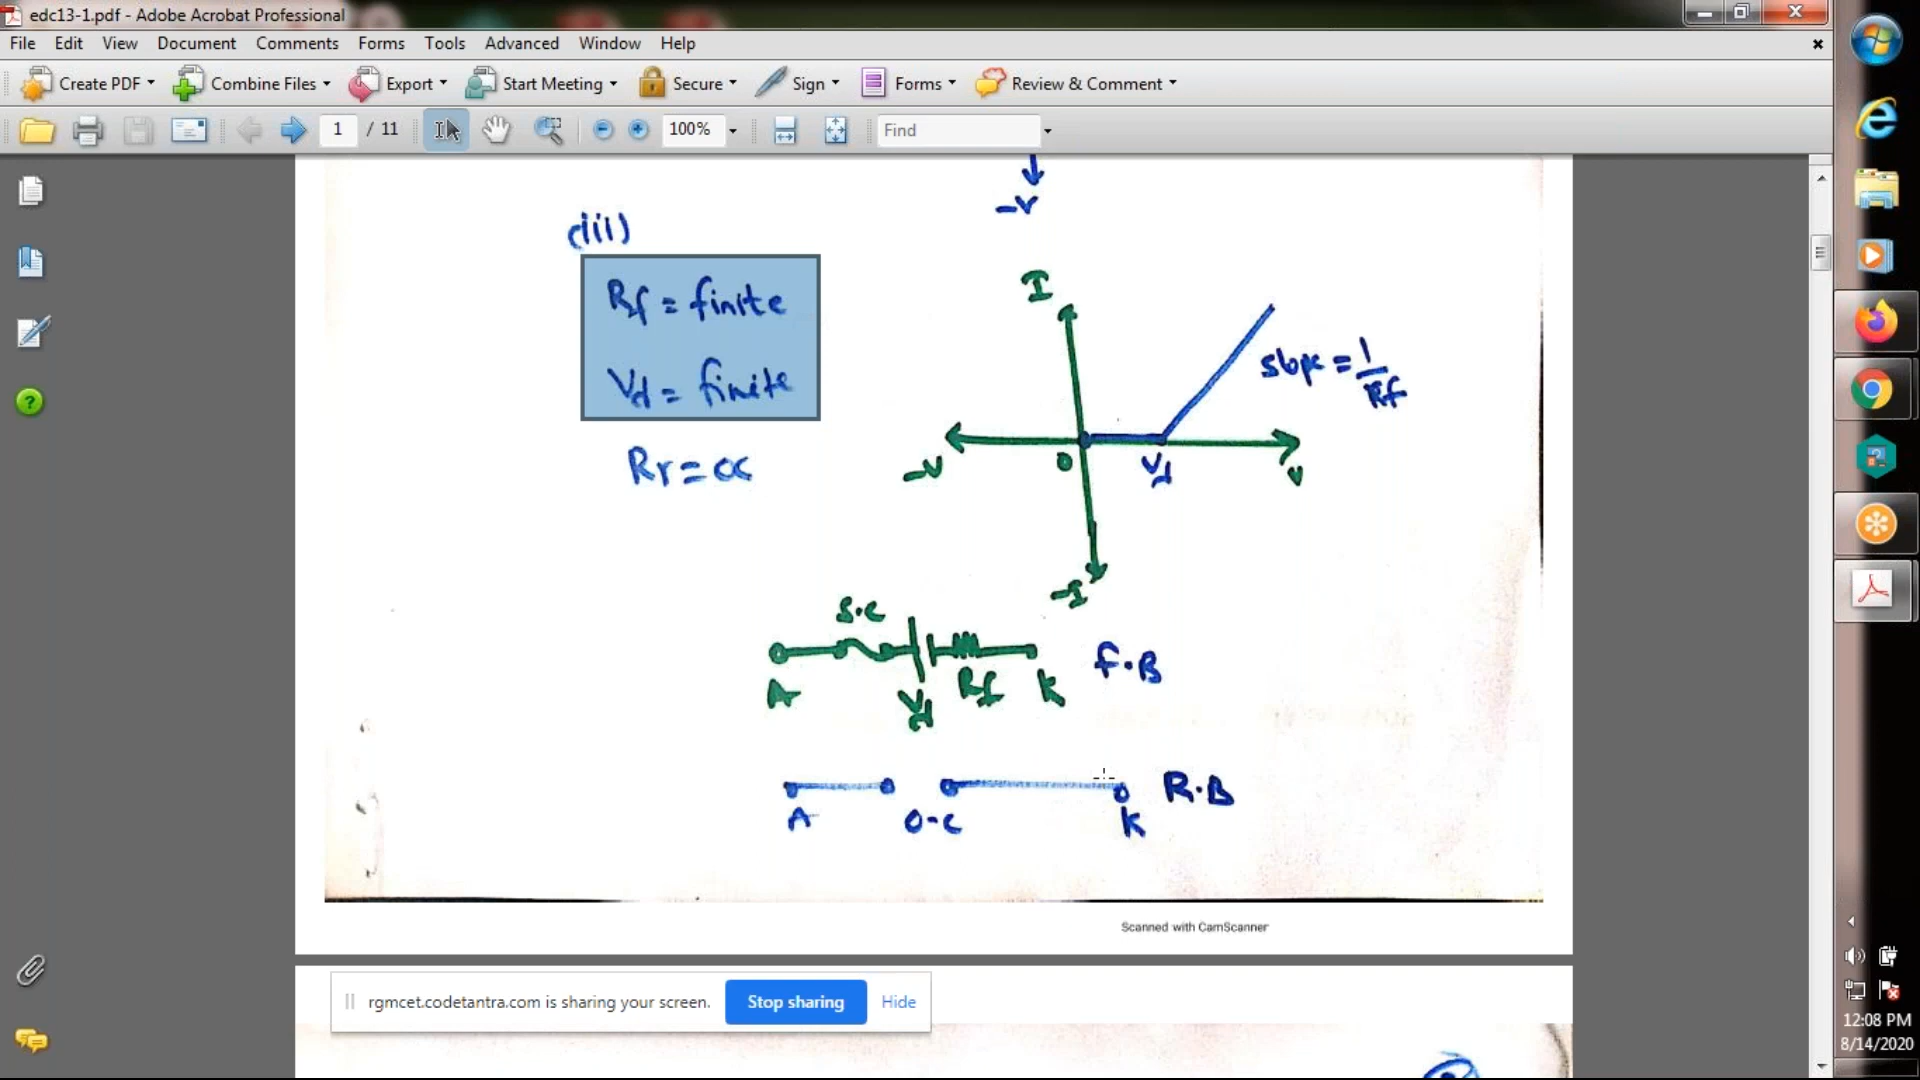 edc13-1.pdf - Adobe Acrobat Professional
File Edit View Document Comments Forms Tools Advanced Window Help
Create PDF Combine Files Export Start Meeting Secure Sign Forms Review & Comment
1 / 11 100% Find
-V
(iii)
Rf = finite
Vd = finite
Rr = ∝
I
slope = 1/Rf
-V O Vd V
-I
S.C
A Vd Rf K F.B
A O-C K R.B
Scanned with CamScanner
rgmcet.codetantra.com is sharing your screen. Stop sharing Hide
12:08 PM
8/14/2020